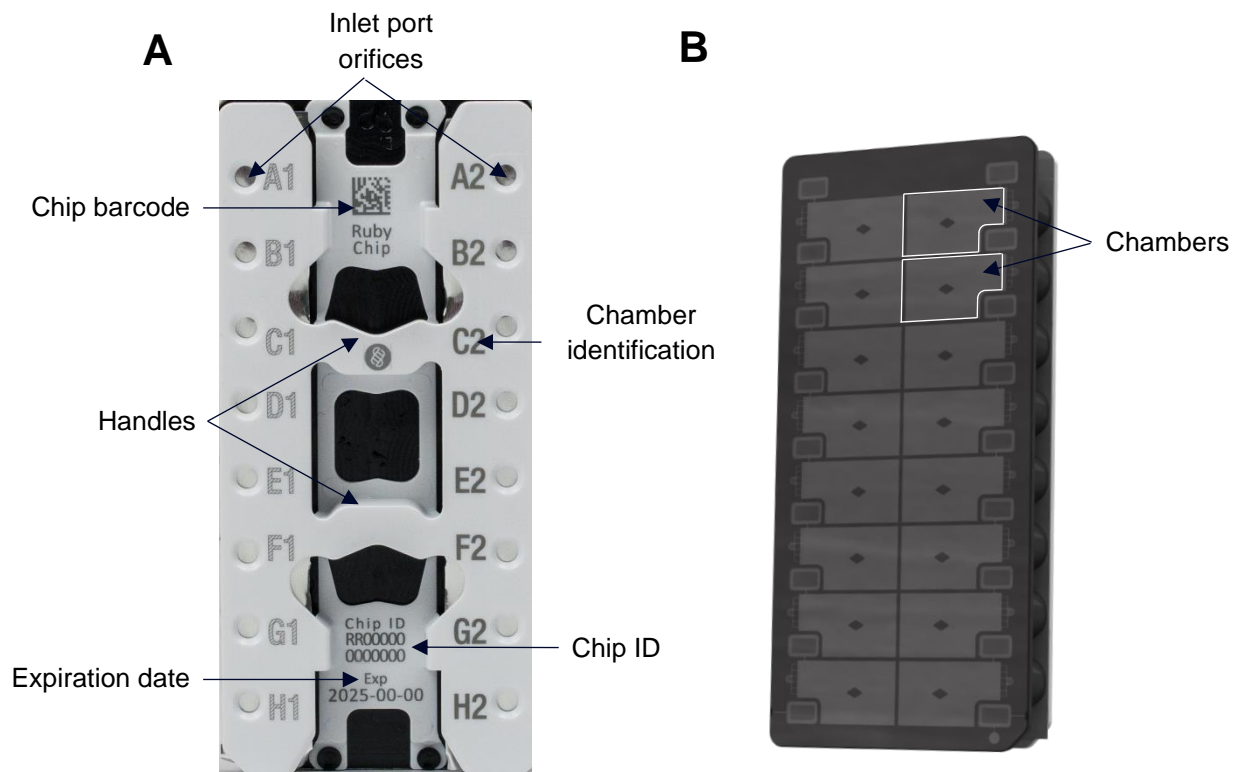 A
Inlet port
orifices
B
A1
A2
Chip barcode
Ruby
Chip
B1
B2
Chambers
C1
C2
Chamber
identification
D1
D2
Handles
E1
E2
F1
F2
Chip ID
RR00000
0000000
G1
G2
Chip ID
Expiration date
Exp
2025-00-00
H1
H2